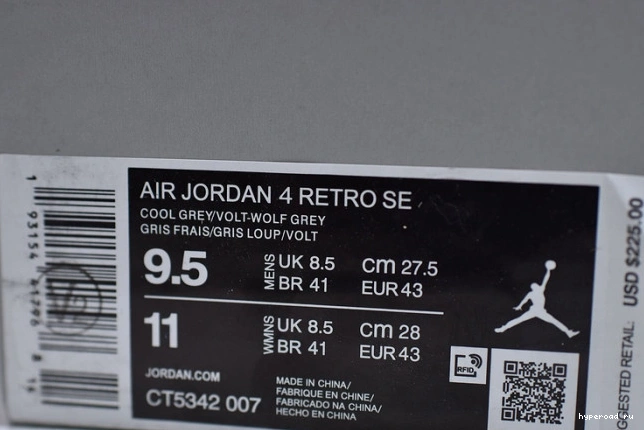 AIR JORDAN 4 RETRO SE
COOL GREY/VOLT-WOLF GREY
GRIS FRAIS/GRIS LOUP/VOLT
9.5
MENS
UK 8.5
CM 27.5
BR 41
EUR 43
11
WMNS
UK 8.5
CM 28
BR 41
EUR 43
JORDAN.COM
CT5342 007
MADE IN CHINA/
FABRIQUE EN CHINE/
FABRICADO NA CHINA/
HECHO EN CHINA
RFID
RETAIL: USD $225.00
1 93154
hyperoad.ru